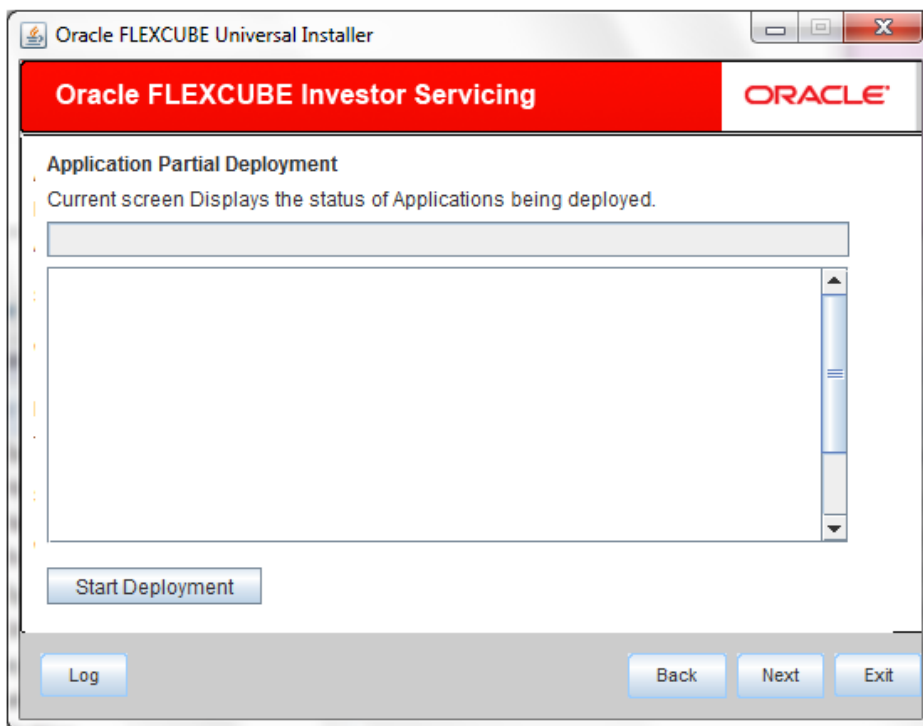 Oracle FLEXCUBE Universal Installer
Oracle FLEXCUBE Investor Servicing
ORACLE
Application Partial Deployment
Current screen Displays the status of Applications being deployed.
Start Deployment
Log
Back
Next
Exit